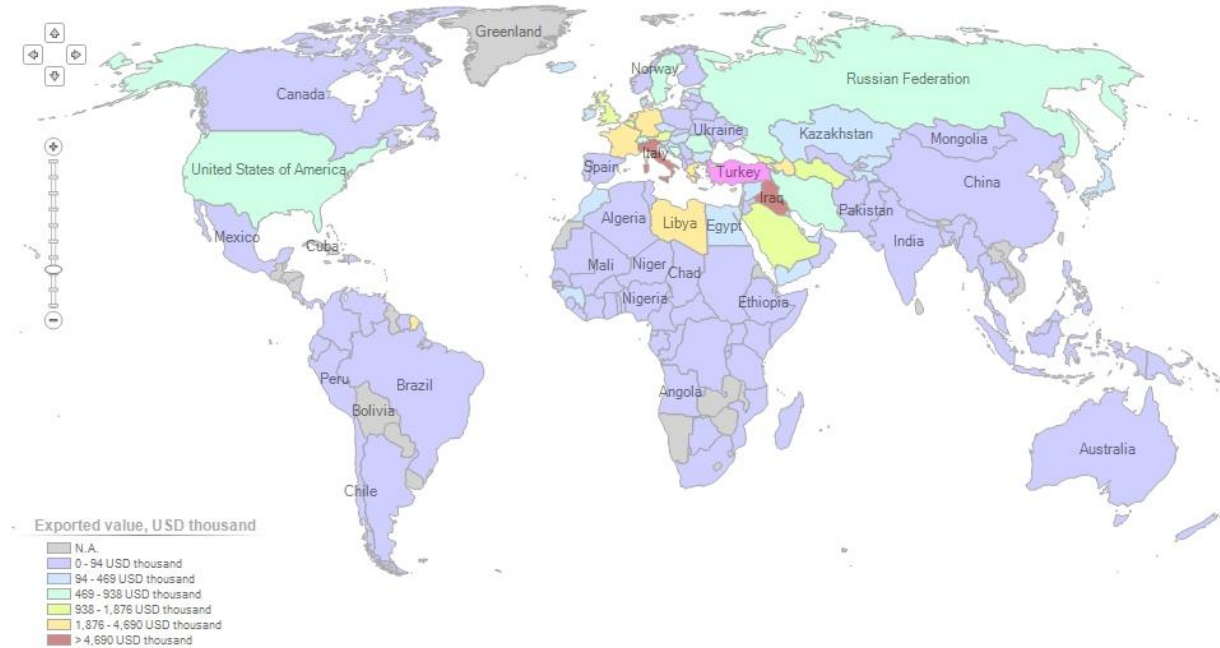 Greenland
Norway
Russian Federation
Canada
Ukraine
Kazakhstan
Mongolia
Italy
United States of America
Spain
Turkey
China
Iraq
Pakistan
Algeria
Libya
Egypt
India
Mexico
Cuba
Mali
Niger
Chad
Nigeria
Ethiopia
Peru
Brazil
Angola
Bolivia
Australia
Chile
Exported value, USD thousand
N.A.
0 - 94 USD thousand
94 - 469 USD thousand
469 - 938 USD thousand
938 - 1,876 USD thousand
1,876 - 4,690 USD thousand
> 4,690 USD thousand